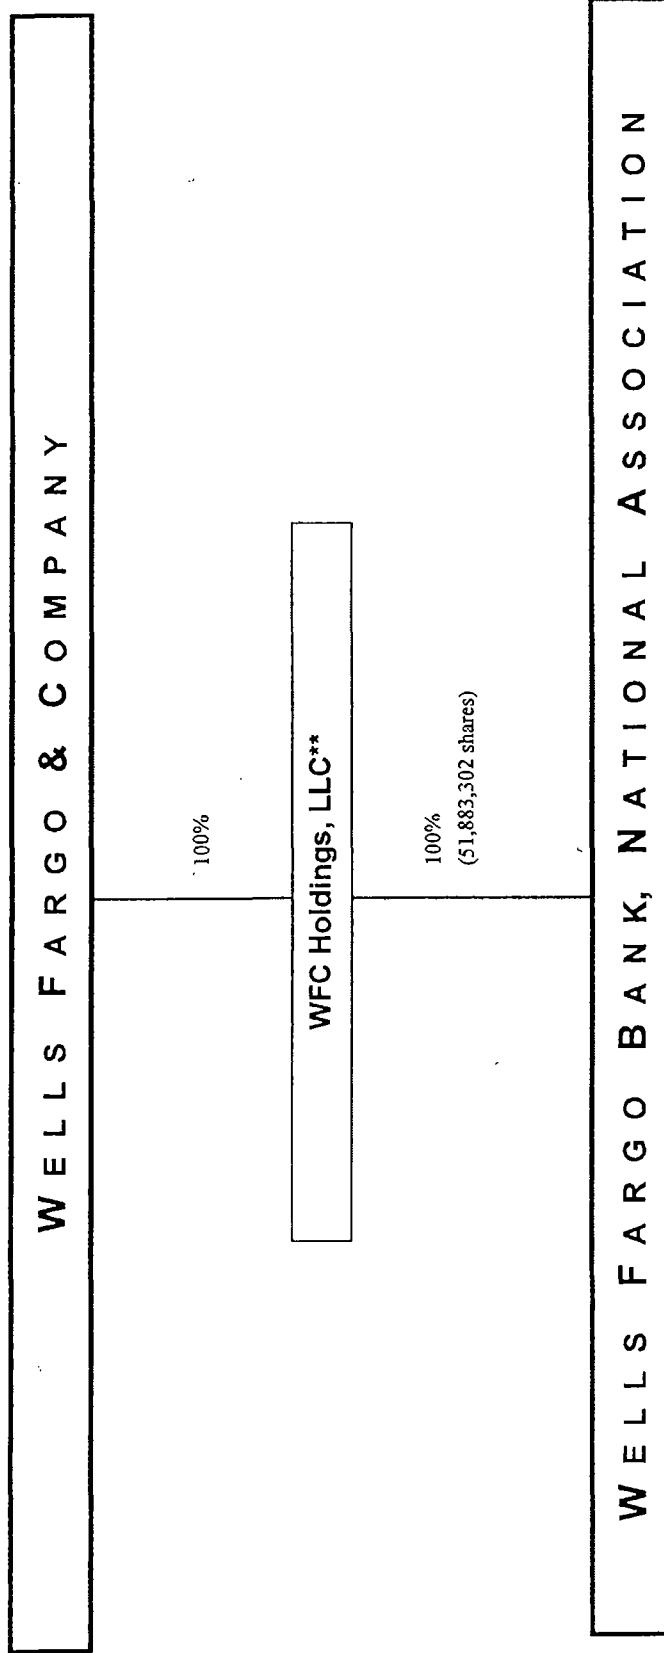 WELLS FARGO & COMPANY
100%
WFC Holdings, LLC**
100%
(51,883,302 shares)
WELLS FARGO BANK, NATIONAL ASSOCIATION